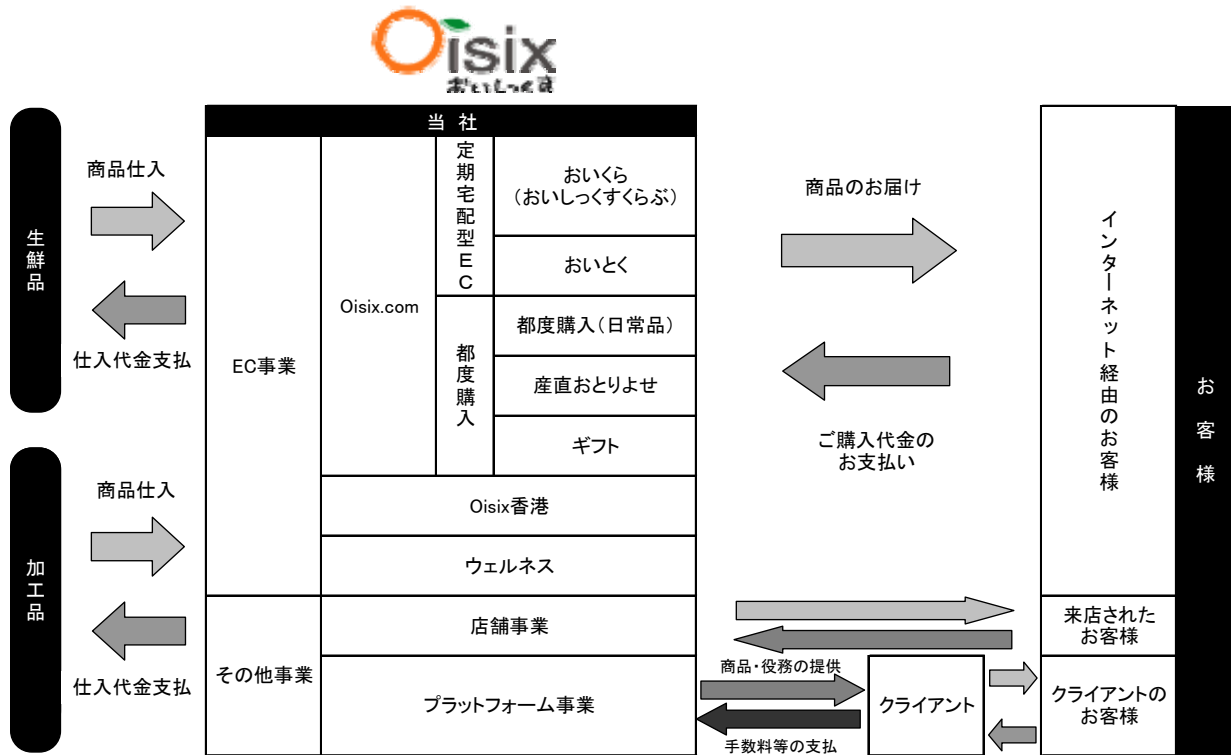 Oisix
おいしっくす
当 社
生鮮品
商品仕入
仕入代金支払
加工品
商品仕入
仕入代金支払
EC事業
Oisix.com
定期宅配型EC
おいくら
（おいしっくすくらぶ）
おいとく
都度購入
都度購入（日常品）
産直おとりよせ
ギフト
Oisix香港
ウェルネス
その他事業
店舗事業
プラットフォーム事業
商品のお届け
ご購入代金の
お支払い
商品・役務の提供
手数料等の支払
クライアント
インターネット経由のお客様
来店された
お客様
クライアントの
お客様
お客様